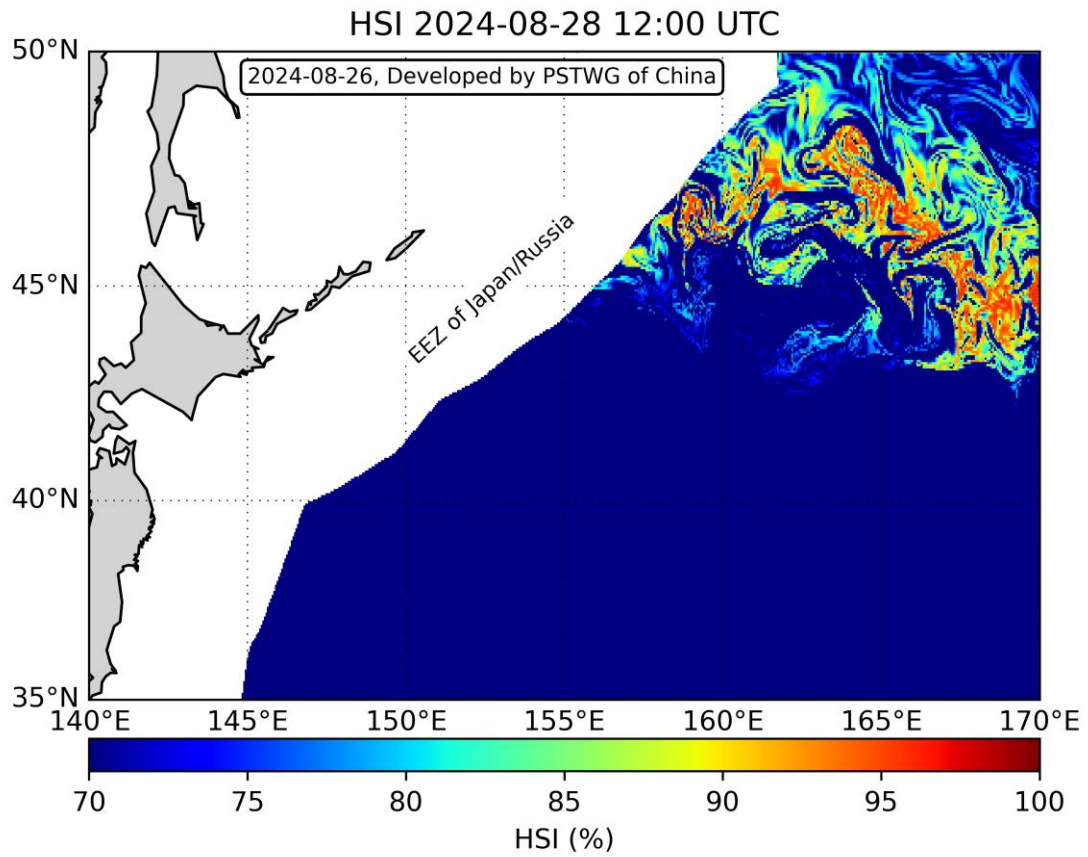 HSI 2024-08-28 12:00 UTC
50°N
2024-08-26, Developed by PSTWG of China
EEZ of Japan/Russia
45°N
40°N
35°N
140°E 145°E 150°E 155°E 160°E 165°E 170°E
70 75 80 85 90 95 100
HSI (%)